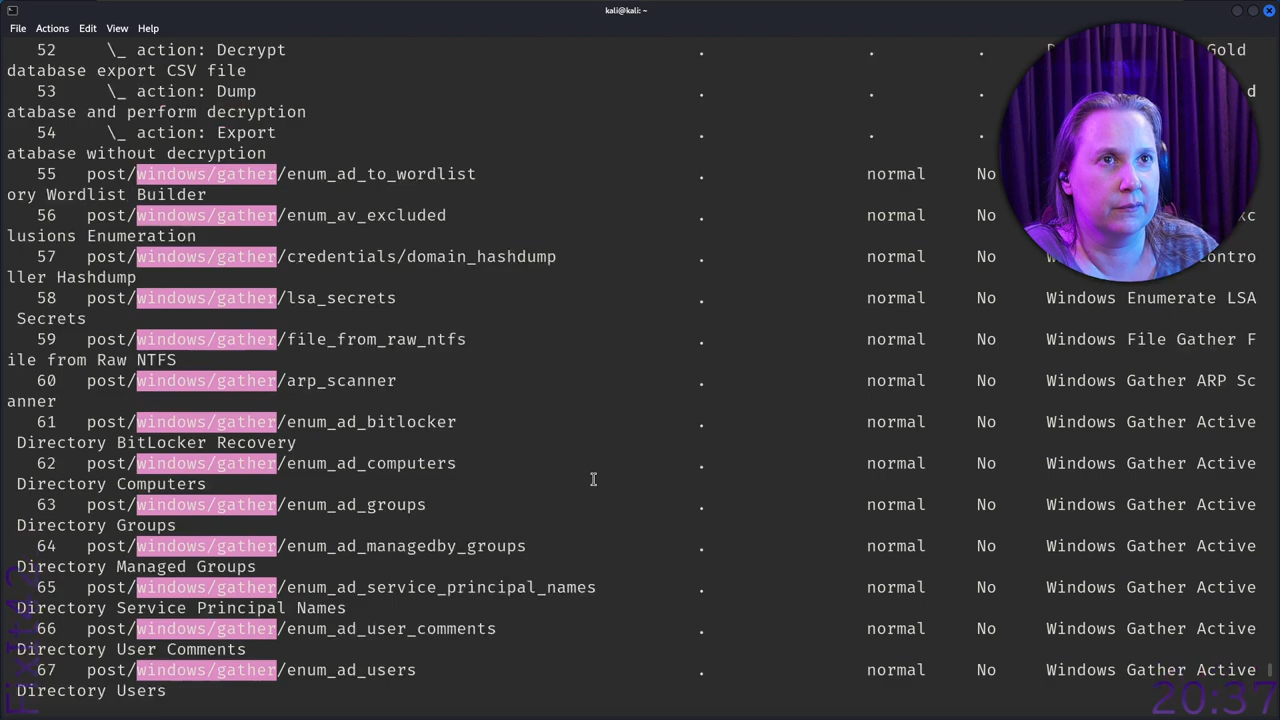 kali@kali: ~
File Actions Edit View Help
52 \_ action: Decrypt . . . Gold
database export CSV file
53 \_ action: Dump . . . d
atabase and perform decryption
54 \_ action: Export . . .
atabase without decryption
55 post/windows/gather/enum_ad_to_wordlist . normal No
ory Wordlist Builder
56 post/windows/gather/enum_av_excluded . normal No xc
lusions Enumeration
57 post/windows/gather/credentials/domain_hashdump . normal No ontro
ller Hashdump
58 post/windows/gather/lsa_secrets . normal No Windows Enumerate LSA
Secrets
59 post/windows/gather/file_from_raw_ntfs . normal No Windows File Gather F
ile from Raw NTFS
60 post/windows/gather/arp_scanner . normal No Windows Gather ARP Sc
anner
61 post/windows/gather/enum_ad_bitlocker . normal No Windows Gather Active
Directory BitLocker Recovery
62 post/windows/gather/enum_ad_computers . normal No Windows Gather Active
Directory Computers
63 post/windows/gather/enum_ad_groups . normal No Windows Gather Active
Directory Groups
64 post/windows/gather/enum_ad_managedby_groups . normal No Windows Gather Active
Directory Managed Groups
65 post/windows/gather/enum_ad_service_principal_names . normal No Windows Gather Active
Directory Service Principal Names
66 post/windows/gather/enum_ad_user_comments . normal No Windows Gather Active
Directory User Comments
67 post/windows/gather/enum_ad_users . normal No Windows Gather Active
Directory Users
20:37